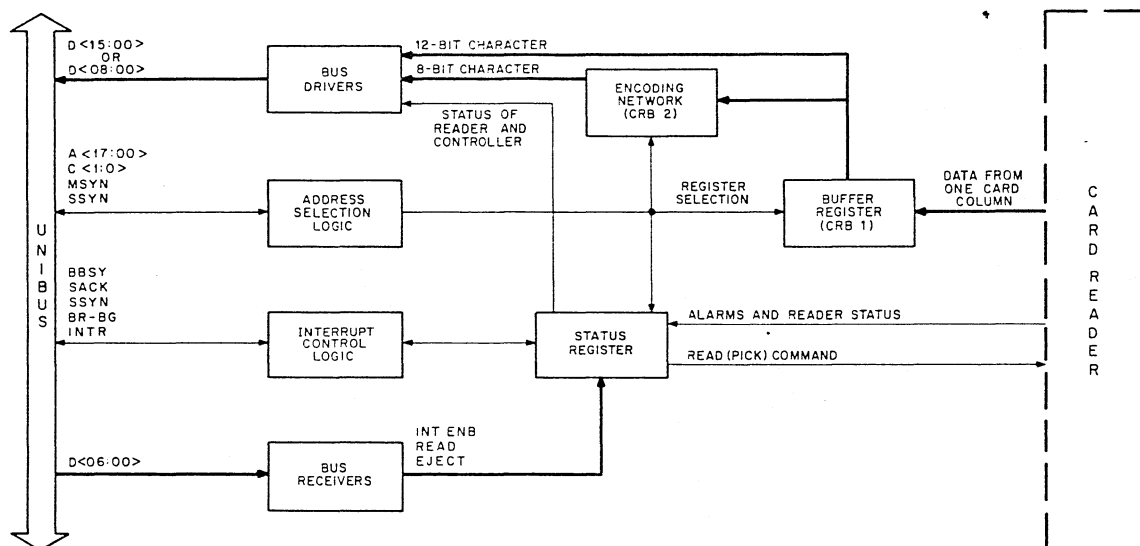 D<15:00>
OR
D<08:00>
BUS
DRIVERS
12-BIT CHARACTER
8-BIT CHARACTER
STATUS OF
READER AND
CONTROLLER
ENCODING
NETWORK
(CRB 2)
A<17:00>
C<1:0>
MSYN
SSYN
ADDRESS
SELECTION
LOGIC
REGISTER
SELECTION
BUFFER
REGISTER
(CRB 1)
DATA FROM
ONE CARD
COLUMN
UNIBUS
BBSY
SACK
SSYN
BR-BG
INTR
INTERRUPT
CONTROL
LOGIC
STATUS
REGISTER
ALARMS AND READER STATUS
READ (PICK) COMMAND
CARD READER
D<06:00>
BUS
RECEIVERS
INT ENB
READ
EJECT